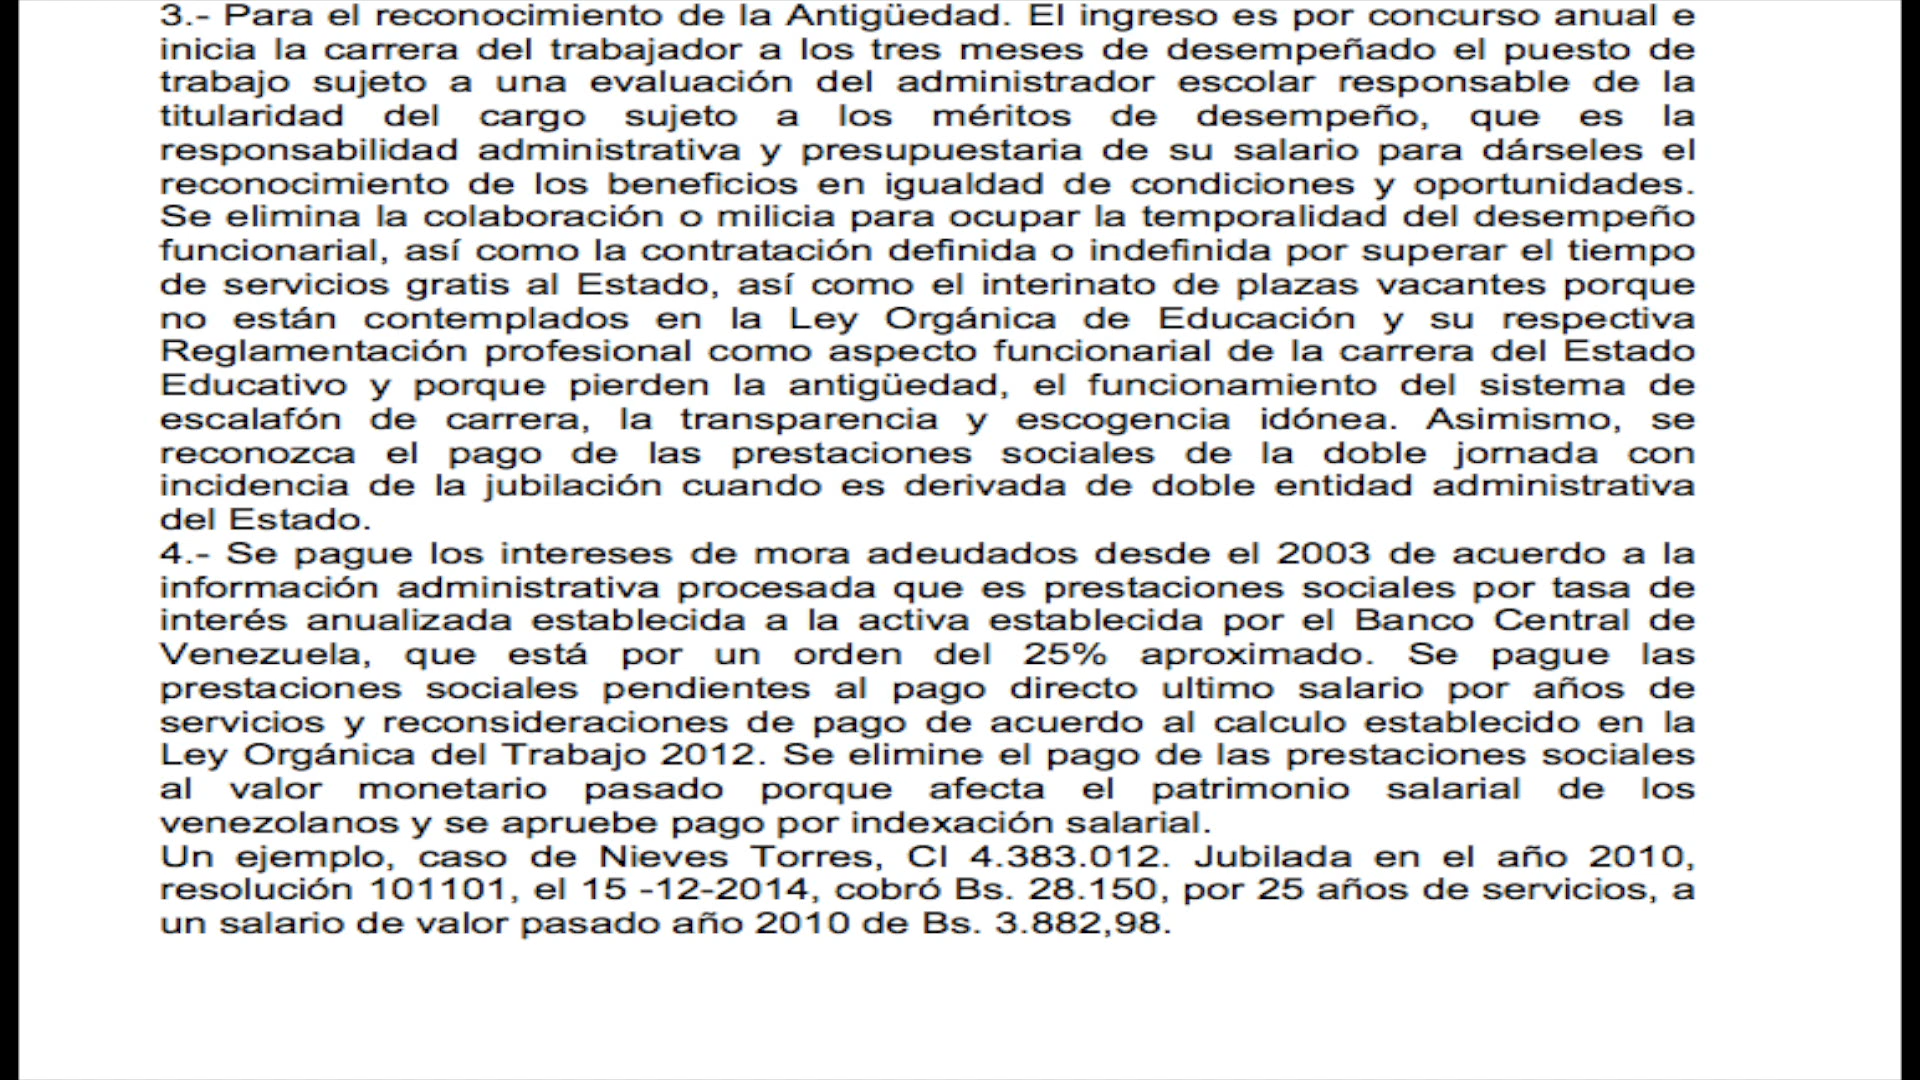 3.- Para el reconocimiento de la Antigüedad. El ingreso es por concurso anual e
inicia la carrera del trabajador a los tres meses de desempeñado el puesto de
trabajo sujeto a una evaluación del administrador escolar responsable de la
titularidad del cargo sujeto a los méritos de desempeño, que es la
responsabilidad administrativa y presupuestaria de su salario para dárseles el
reconocimiento de los beneficios en igualdad de condiciones y oportunidades.
Se elimina la colaboración o milicia para ocupar la temporalidad del desempeño
funcionarial, así como la contratación definida o indefinida por superar el tiempo
de servicios gratis al Estado, así como el interinato de plazas vacantes porque
no están contemplados en la Ley Orgánica de Educación y su respectiva
Reglamentación profesional como aspecto funcionarial de la carrera del Estado
Educativo y porque pierden la antigüedad, el funcionamiento del sistema de
escalafón de carrera, la transparencia y escogencia idónea. Asimismo, se
reconozca el pago de las prestaciones sociales de la doble jornada con
incidencia de la jubilación cuando es derivada de doble entidad administrativa
del Estado.
4.- Se pague los intereses de mora adeudados desde el 2003 de acuerdo a la
información administrativa procesada que es prestaciones sociales por tasa de
interés anualizada establecida a la activa establecida por el Banco Central de
Venezuela, que está por un orden del 25% aproximado. Se pague las
prestaciones sociales pendientes al pago directo ultimo salario por años de
servicios y reconsideraciones de pago de acuerdo al calculo establecido en la
Ley Orgánica del Trabajo 2012. Se elimine el pago de las prestaciones sociales
al valor monetario pasado porque afecta el patrimonio salarial de los
venezolanos y se apruebe pago por indexación salarial.
Un ejemplo, caso de Nieves Torres, CI 4.383.012. Jubilada en el año 2010,
resolución 101101, el 15 -12-2014, cobró Bs. 28.150, por 25 años de servicios, a
un salario de valor pasado año 2010 de Bs. 3.882,98.